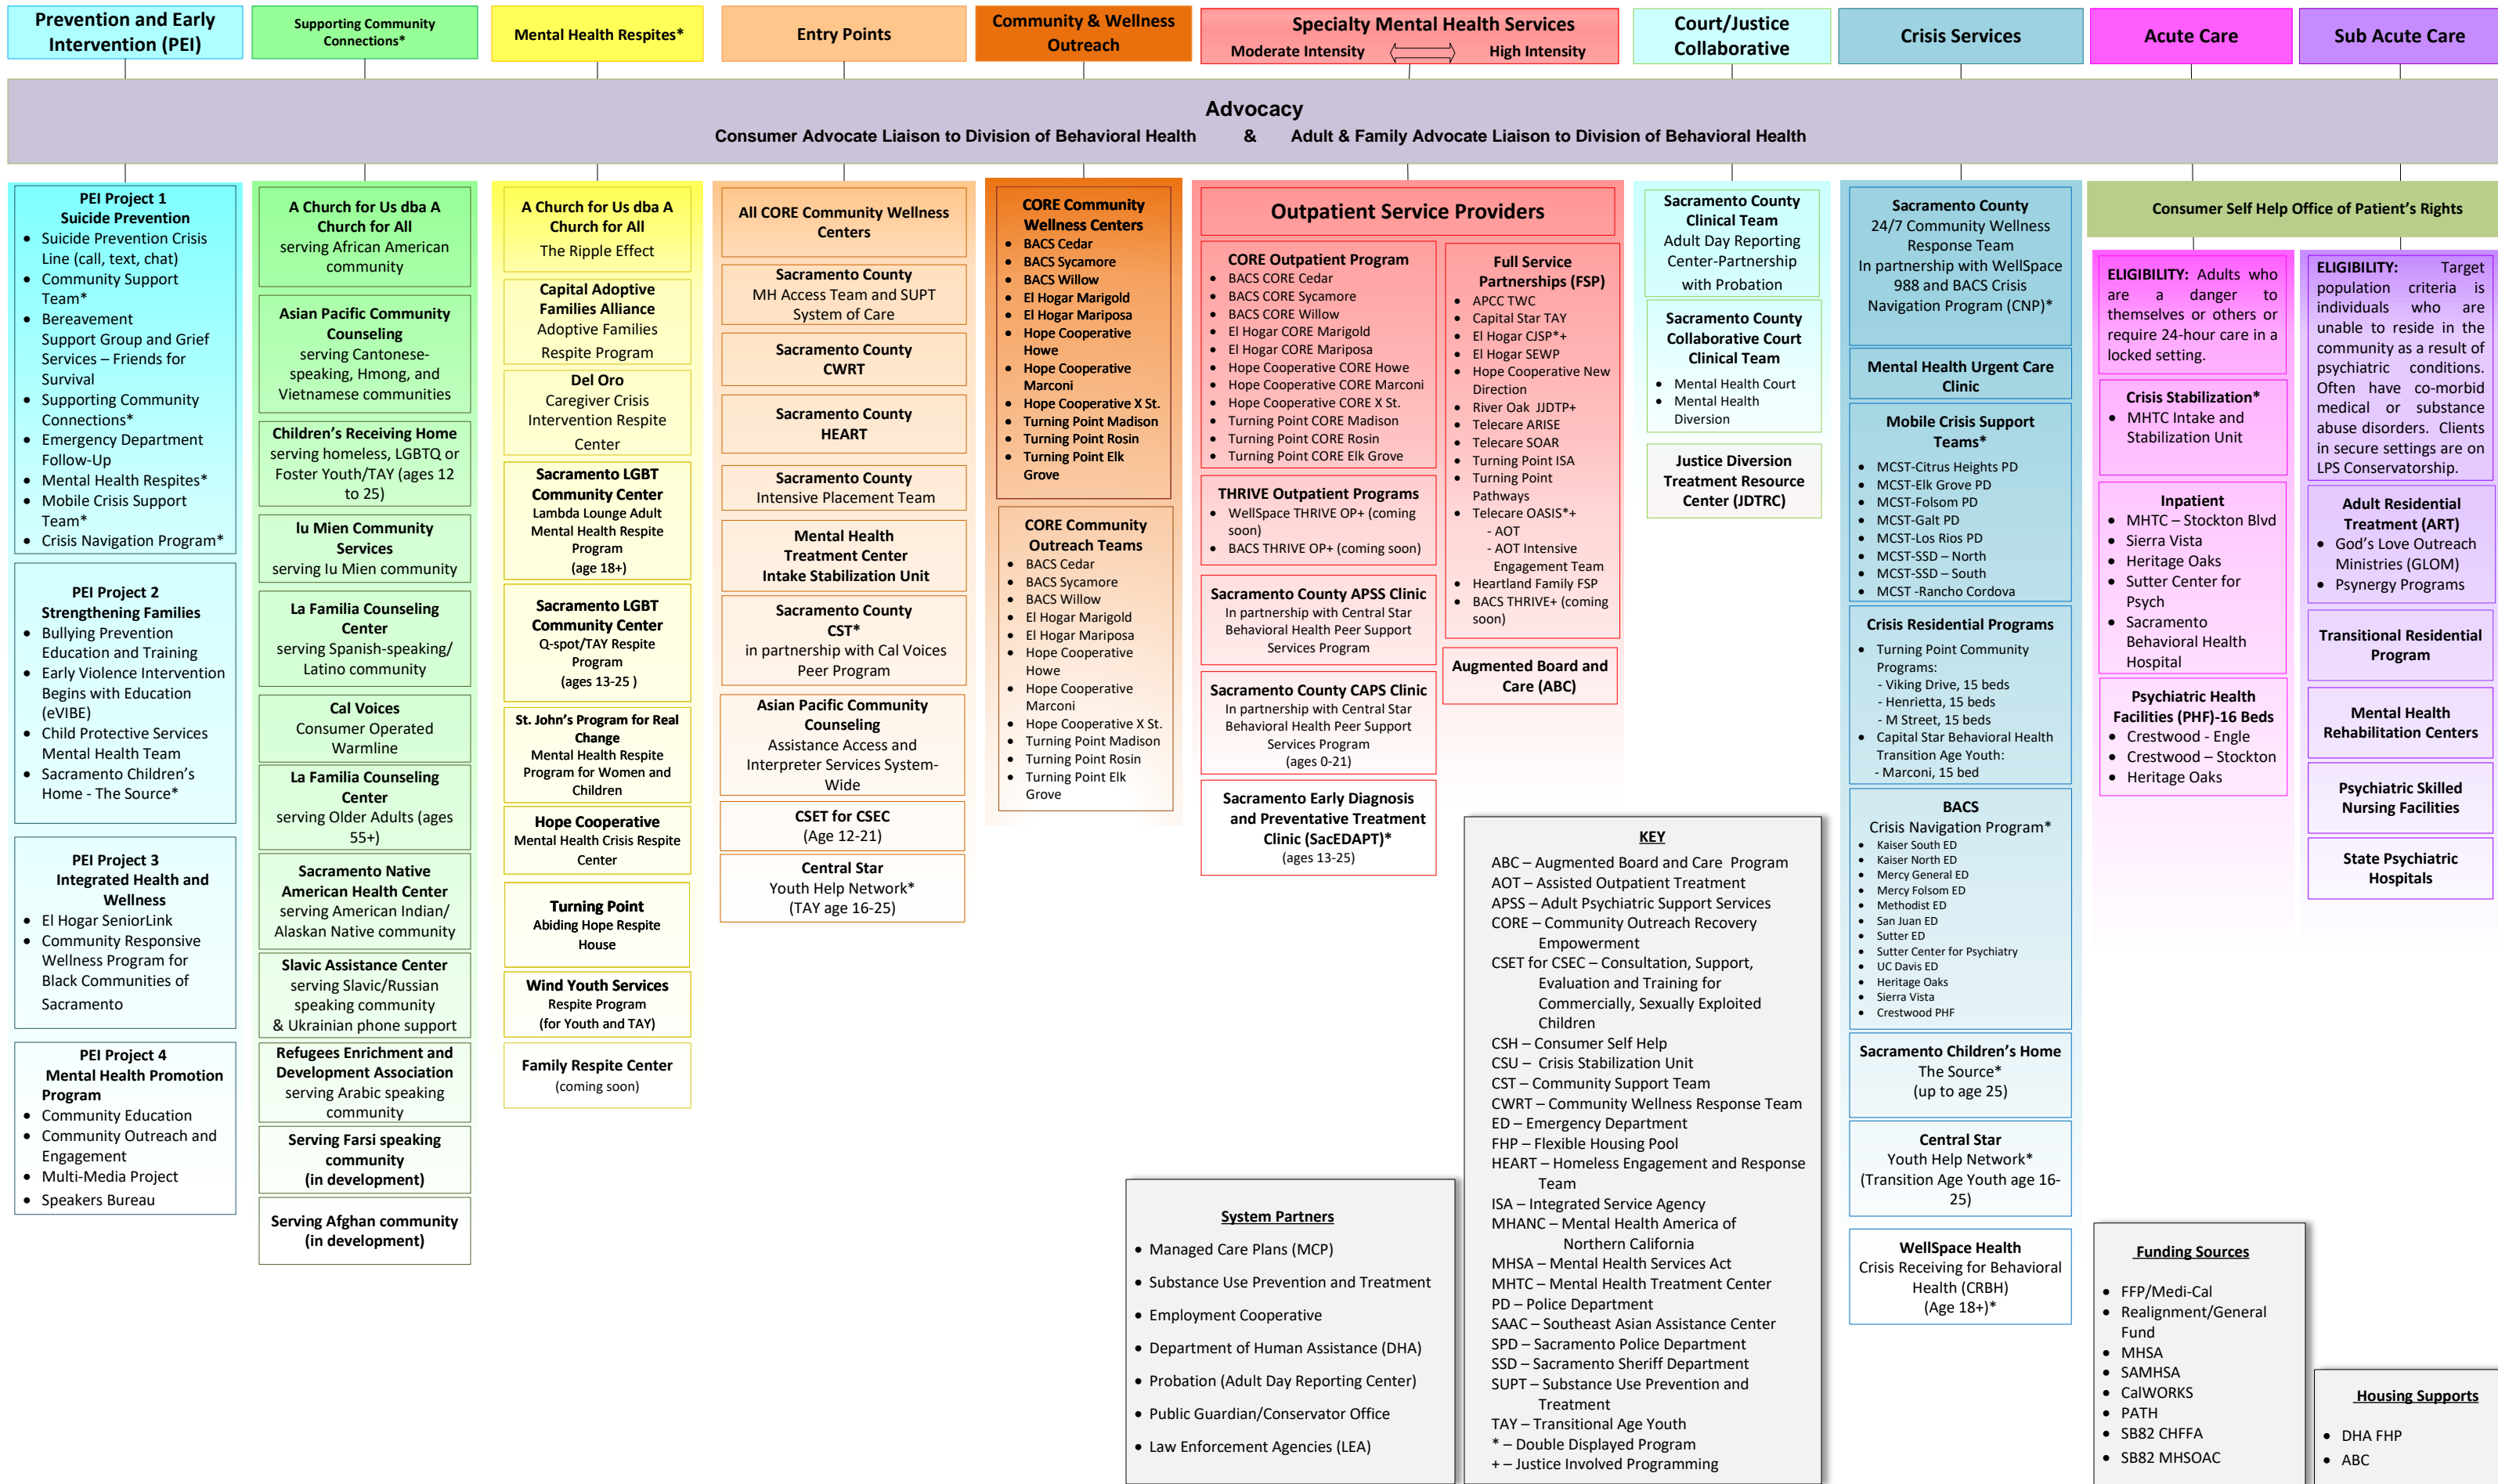 Prevention and Early
Intervention (PEI)
Supporting Community
Connections*
Mental Health Respites*
Entry Points
Community & Wellness
Outreach
Specialty Mental Health Services
Moderate Intensity High Intensity
Court/Justice
Collaborative
Crisis Services
Acute Care
Sub Acute Care
Advocacy
Consumer Advocate Liaison to Division of Behavioral Health & Adult & Family Advocate Liaison to Division of Behavioral Health
PEI Project 1
Suicide Prevention
• Suicide Prevention Crisis
Line (call, text, chat)
• Community Support
Team*
• Bereavement
Support Group and Grief
Services – Friends for
Survival
• Supporting Community
Connections*
• Emergency Department
Follow-Up
• Mental Health Respites*
• Mobile Crisis Support
Team*
• Crisis Navigation Program*
PEI Project 2
Strengthening Families
• Bullying Prevention
Education and Training
• Early Violence Intervention
Begins with Education
(eVIBE)
• Child Protective Services
Mental Health Team
• Sacramento Children's
Home - The Source*
PEI Project 3
Integrated Health and
Wellness
• El Hogar SeniorLink
• Community Responsive
Wellness Program for
Black Communities of
Sacramento
PEI Project 4
Mental Health Promotion
Program
• Community Education
• Community Outreach and
Engagement
• Multi-Media Project
• Speakers Bureau
A Church for Us dba A
Church for All
serving African American
community
Asian Pacific Community
Counseling
serving Cantonese-
speaking, Hmong, and
Vietnamese communities
Children's Receiving Home
serving homeless, LGBTQ or
Foster Youth/TAY (ages 12
to 25)
Iu Mien Community
Services
serving Iu Mien community
La Familia Counseling
Center
serving Spanish-speaking/
Latino community
Cal Voices
Consumer Operated
Warmline
La Familia Counseling
Center
serving Older Adults (ages
55+)
Sacramento Native
American Health Center
serving American Indian/
Alaskan Native community
Slavic Assistance Center
serving Slavic/Russian
speaking community
& Ukrainian phone support
Refugees Enrichment and
Development Association
serving Arabic speaking
community
Serving Farsi speaking
community
(in development)
Serving Afghan community
(in development)
A Church for Us dba A
Church for All
The Ripple Effect
Capital Adoptive
Families Alliance
Adoptive Families
Respite Program
Del Oro
Caregiver Crisis
Intervention Respite
Center
Sacramento LGBT
Community Center
Lambda Lounge Adult
Mental Health Respite
Program
(age 18+)
Sacramento LGBT
Community Center
Q-spot/TAY Respite
Program
(ages 13-25 )
St. John's Program for Real
Change
Mental Health Respite
Program for Women and
Children
Hope Cooperative
Mental Health Crisis Respite
Center
Turning Point
Abiding Hope Respite
House
Wind Youth Services
Respite Program
(for Youth and TAY)
Family Respite Center
(coming soon)
All CORE Community Wellness
Centers
Sacramento County
MH Access Team and SUPT
System of Care
Sacramento County
CWRT
Sacramento County
HEART
Sacramento County
Intensive Placement Team
Mental Health
Treatment Center
Intake Stabilization Unit
Sacramento County
CST*
in partnership with Cal Voices
Peer Program
Asian Pacific Community
Counseling
Assistance Access and
Interpreter Services System-
Wide
CSET for CSEC
(Age 12-21)
Central Star
Youth Help Network*
(TAY age 16-25)
CORE Community
Wellness Centers
• BACS Cedar
• BACS Sycamore
• BACS Willow
• El Hogar Marigold
• El Hogar Mariposa
• Hope Cooperative
Howe
• Hope Cooperative
Marconi
• Hope Cooperative X St.
• Turning Point Madison
• Turning Point Rosin
• Turning Point Elk
Grove
CORE Community
Outreach Teams
• BACS Cedar
• BACS Sycamore
• BACS Willow
• El Hogar Marigold
• El Hogar Mariposa
• Hope Cooperative
Howe
• Hope Cooperative
Marconi
• Hope Cooperative X St.
• Turning Point Madison
• Turning Point Rosin
• Turning Point Elk
Grove
Outpatient Service Providers
CORE Outpatient Program
• BACS CORE Cedar
• BACS CORE Sycamore
• BACS CORE Willow
• El Hogar CORE Marigold
• El Hogar CORE Mariposa
• Hope Cooperative CORE Howe
• Hope Cooperative CORE Marconi
• Hope Cooperative CORE X St.
• Turning Point CORE Madison
• Turning Point CORE Rosin
• Turning Point CORE Elk Grove
THRIVE Outpatient Programs
• WellSpace THRIVE OP+ (coming
soon)
• BACS THRIVE OP+ (coming soon)
Sacramento County APSS Clinic
In partnership with Central Star
Behavioral Health Peer Support
Services Program
Sacramento County CAPS Clinic
In partnership with Central Star
Behavioral Health Peer Support
Services Program
(ages 0-21)
Sacramento Early Diagnosis
and Preventative Treatment
Clinic (SacEDAPT)*
(ages 13-25)
Full Service
Partnerships (FSP)
• APCC TWC
• Capital Star TAY
• El Hogar CJSP*+
• El Hogar SEWP
• Hope Cooperative New
Direction
• River Oak JJDTP+
• Telecare ARISE
• Telecare SOAR
• Turning Point ISA
• Turning Point
Pathways
• Telecare OASIS*+
- AOT
- AOT Intensive
Engagement Team
• Heartland Family FSP
• BACS THRIVE+ (coming
soon)
Augmented Board and
Care (ABC)
Sacramento County
Clinical Team
Adult Day Reporting
Center-Partnership
with Probation
Sacramento County
Collaborative Court
Clinical Team
• Mental Health Court
• Mental Health
Diversion
Justice Diversion
Treatment Resource
Center (JDTRC)
Sacramento County
24/7 Community Wellness
Response Team
In partnership with WellSpace
988 and BACS Crisis
Navigation Program (CNP)*
Mental Health Urgent Care
Clinic
Mobile Crisis Support
Teams*
• MCST-Citrus Heights PD
• MCST-Elk Grove PD
• MCST-Folsom PD
• MCST-Galt PD
• MCST-Los Rios PD
• MCST-SSD – North
• MCST-SSD – South
• MCST -Rancho Cordova
Crisis Residential Programs
• Turning Point Community
Programs:
- Viking Drive, 15 beds
- Henrietta, 15 beds
- M Street, 15 beds
• Capital Star Behavioral Health
Transition Age Youth:
- Marconi, 15 bed
BACS
Crisis Navigation Program*
• Kaiser South ED
• Kaiser North ED
• Mercy General ED
• Mercy Folsom ED
• Methodist ED
• San Juan ED
• Sutter ED
• Sutter Center for Psychiatry
• UC Davis ED
• Heritage Oaks
• Sierra Vista
• Crestwood PHF
Sacramento Children's Home
The Source*
(up to age 25)
Central Star
Youth Help Network*
(Transition Age Youth age 16-
25)
WellSpace Health
Crisis Receiving for Behavioral
Health (CRBH)
(Age 18+)*
Consumer Self Help Office of Patient's Rights
ELIGIBILITY: Adults who
are a danger to
themselves or others or
require 24-hour care in a
locked setting.
Crisis Stabilization*
• MHTC Intake and
Stabilization Unit
Inpatient
• MHTC – Stockton Blvd
• Sierra Vista
• Heritage Oaks
• Sutter Center for
Psych
• Sacramento
Behavioral Health
Hospital
Psychiatric Health
Facilities (PHF)-16 Beds
• Crestwood - Engle
• Crestwood – Stockton
• Heritage Oaks
ELIGIBILITY: Target
population criteria is
individuals who are
unable to reside in the
community as a result of
psychiatric conditions.
Often have co-morbid
medical or substance
abuse disorders. Clients
in secure settings are on
LPS Conservatorship.
Adult Residential
Treatment (ART)
• God's Love Outreach
Ministries (GLOM)
• Psynergy Programs
Transitional Residential
Program
Mental Health
Rehabilitation Centers
Psychiatric Skilled
Nursing Facilities
State Psychiatric
Hospitals
System Partners
• Managed Care Plans (MCP)
• Substance Use Prevention and Treatment
• Employment Cooperative
• Department of Human Assistance (DHA)
• Probation (Adult Day Reporting Center)
• Public Guardian/Conservator Office
• Law Enforcement Agencies (LEA)
KEY
ABC – Augmented Board and Care Program
AOT – Assisted Outpatient Treatment
APSS – Adult Psychiatric Support Services
CORE – Community Outreach Recovery
Empowerment
CSET for CSEC – Consultation, Support,
Evaluation and Training for
Commercially, Sexually Exploited
Children
CSH – Consumer Self Help
CSU – Crisis Stabilization Unit
CST – Community Support Team
CWRT – Community Wellness Response Team
ED – Emergency Department
FHP – Flexible Housing Pool
HEART – Homeless Engagement and Response
Team
ISA – Integrated Service Agency
MHANC – Mental Health America of
Northern California
MHSA – Mental Health Services Act
MHTC – Mental Health Treatment Center
PD – Police Department
SAAC – Southeast Asian Assistance Center
SPD – Sacramento Police Department
SSD – Sacramento Sheriff Department
SUPT – Substance Use Prevention and
Treatment
TAY – Transitional Age Youth
* – Double Displayed Program
+ – Justice Involved Programming
Funding Sources
• FFP/Medi-Cal
• Realignment/General
Fund
• MHSA
• SAMHSA
• CalWORKS
• PATH
• SB82 CHFFA
• SB82 MHSOAC
Housing Supports
• DHA FHP
• ABC